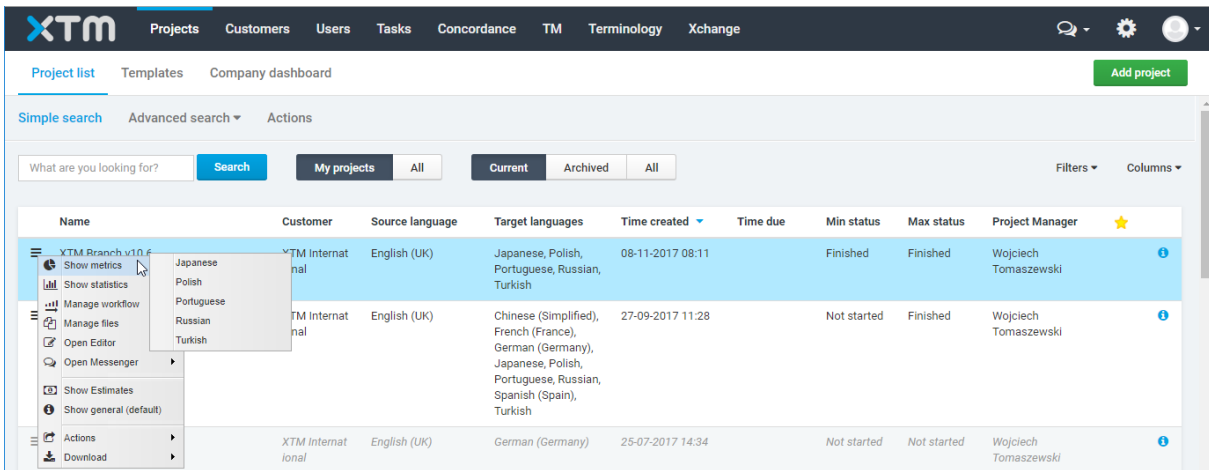 XTM Projects Customers Users Tasks Concordance TM Terminology Xchange
Project list Templates Company dashboard Add project
Simple search Advanced search Actions
What are you looking for? Search My projects All Current Archived All Filters Columns
Name Customer Source language Target languages Time created Time due Min status Max status Project Manager
XTM Branch v10.6 XTM Internat English (UK) Japanese, Polish, 08-11-2017 08:11 Finished Finished Wojciech
onal Portuguese, Russian, Tomaszewski
Turkish
Show metrics
Show statistics
Manage workflow
Manage files
Open Editor
Open Messenger
Show Estimates
Show general (default)
Actions
Download
Japanese
Polish
Portuguese
Russian
Turkish
TM Internat English (UK) Chinese (Simplified), 27-09-2017 11:28 Not started Finished Wojciech
nal French (France), Tomaszewski
German (Germany),
Japanese, Polish,
Portuguese, Russian,
Spanish (Spain),
Turkish
XTM Internat English (UK) German (Germany) 25-07-2017 14:34 Not started Not started Wojciech
ional Tomaszewski